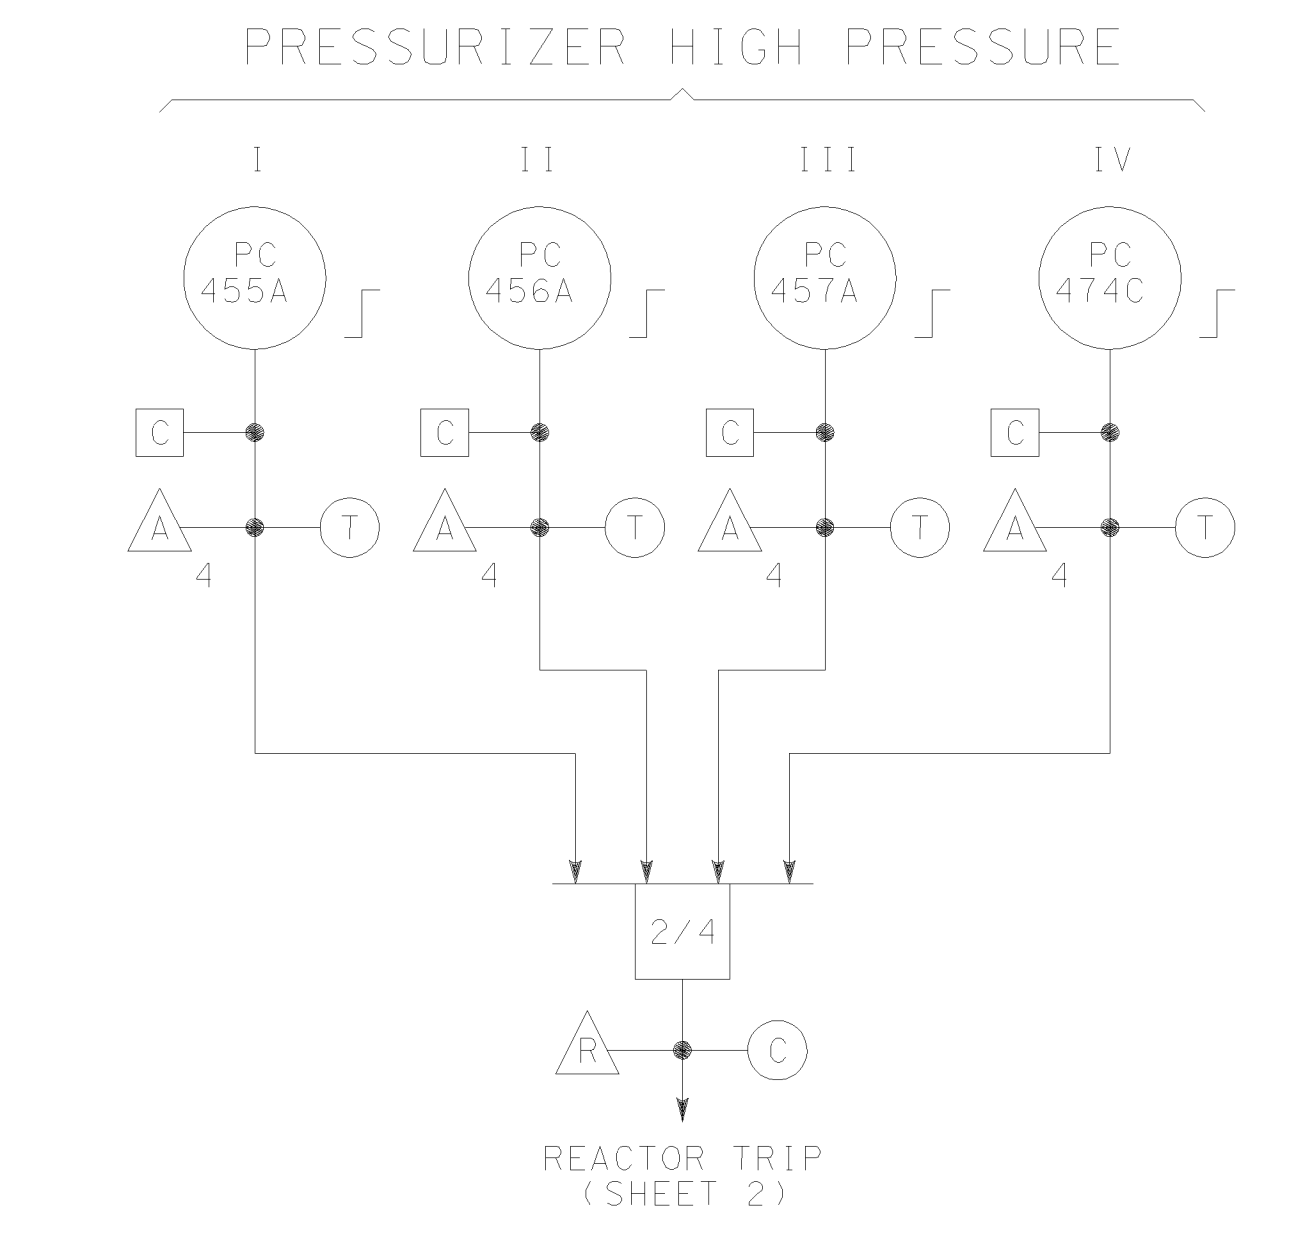 PRESSURIZER HIGH PRESSURE
I II III IV
PC PC PC PC
455A 456A 457A 474C
C C C C
A T A T A T A T
4 4 4 4
2/4
R C
REACTOR TRIP
(SHEET 2)